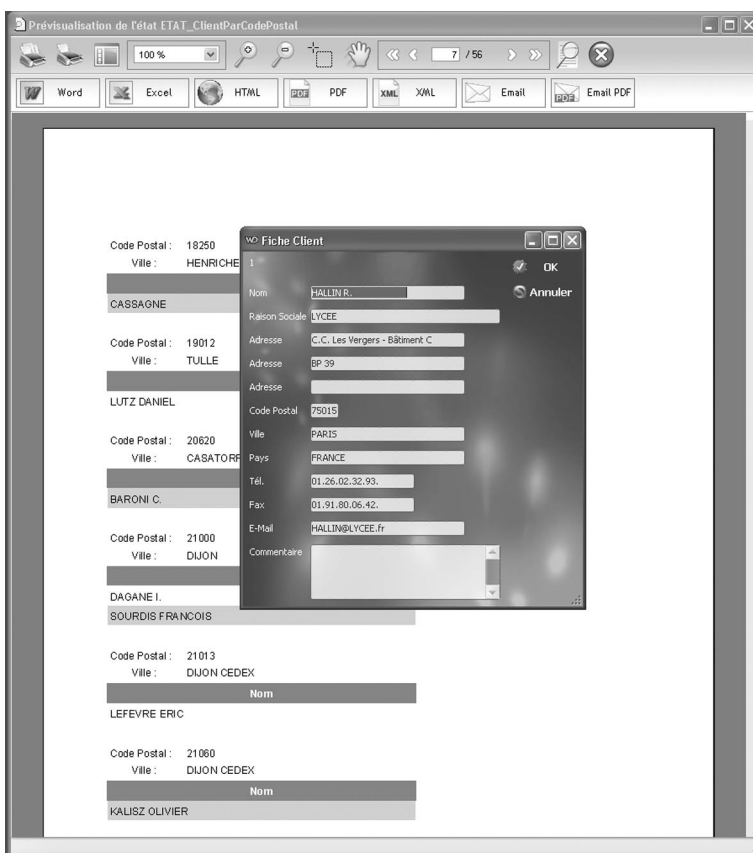 Prévisualisation de l'état ETAT_ClientParCodePostal
100 % 7 / 56
Word Excel HTML PDF XML Email Email PDF
Code Postal : 18250
Ville : HENRICHE
CASSAGNE
Code Postal : 19012
Ville : TULLE
LUTZ DANIEL
Code Postal : 20620
Ville : CASATORR
BARONI C.
Code Postal : 21000
Ville : DIJON
DAGANE I.
SOURDIS FRANCOIS
Code Postal : 21013
Ville : DIJON CEDEX
Nom
LEFEVRE ERIC
Code Postal : 21060
Ville : DIJON CEDEX
Nom
KALISZ OLIVIER
Fiche Client
1
OK
Annuler
Nom HALLIN R.
Raison Sociale LYCEE
Adresse C.C. Les Vergers - Bâtiment C
Adresse BP 39
Adresse
Code Postal 75015
Ville PARIS
Pays FRANCE
Tél. 01.26.02.32.93.
Fax 01.91.80.06.42.
E-Mail HALLIN@LYCEE.fr
Commentaire